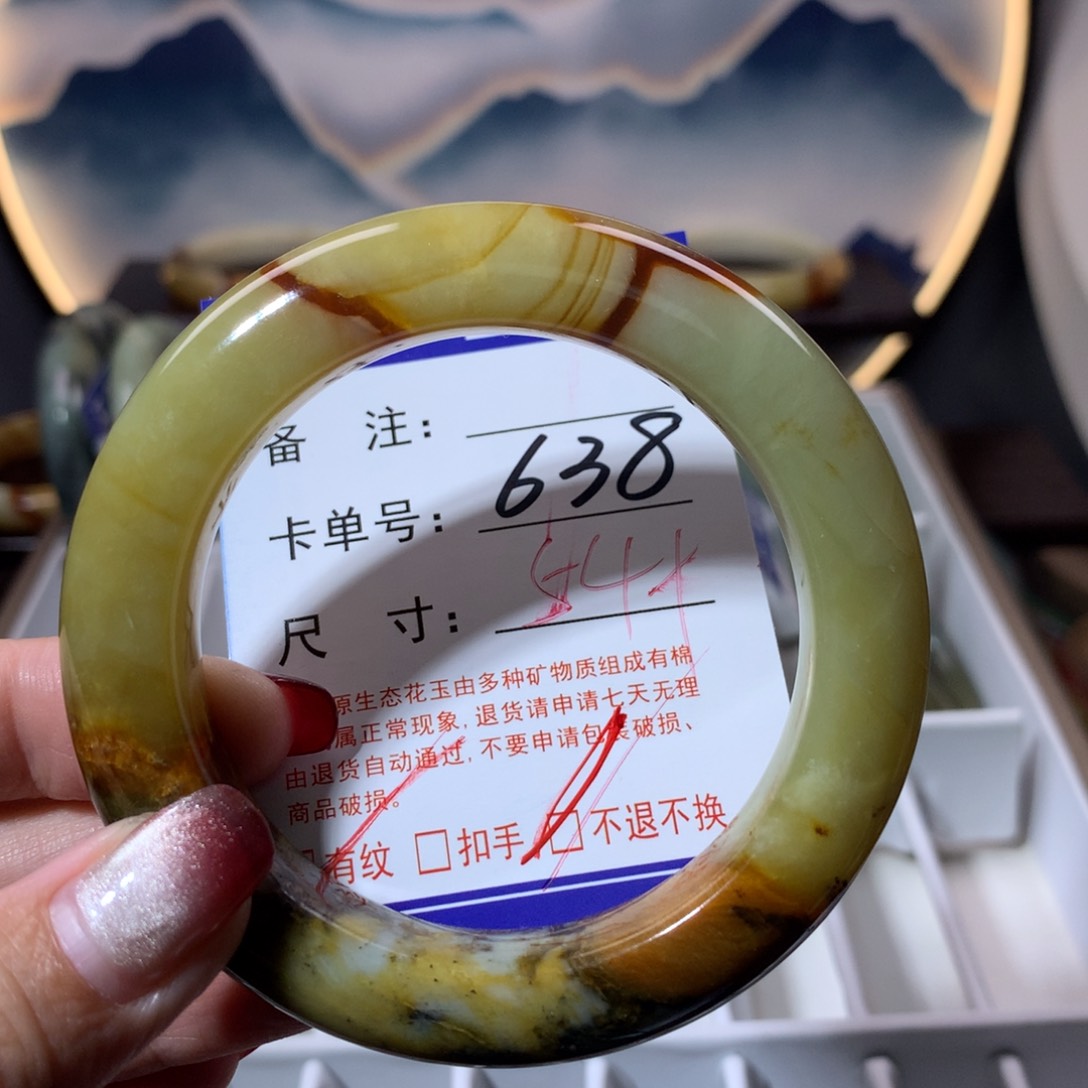 备 注：
卡单号：638
尺 寸：
原生态花玉由多种矿物质组成有棉
属正常现象，退货请申请七天无理
由退货自动通过，不要申请包装破损、
商品破损。
有纹 □扣手 □不退不换